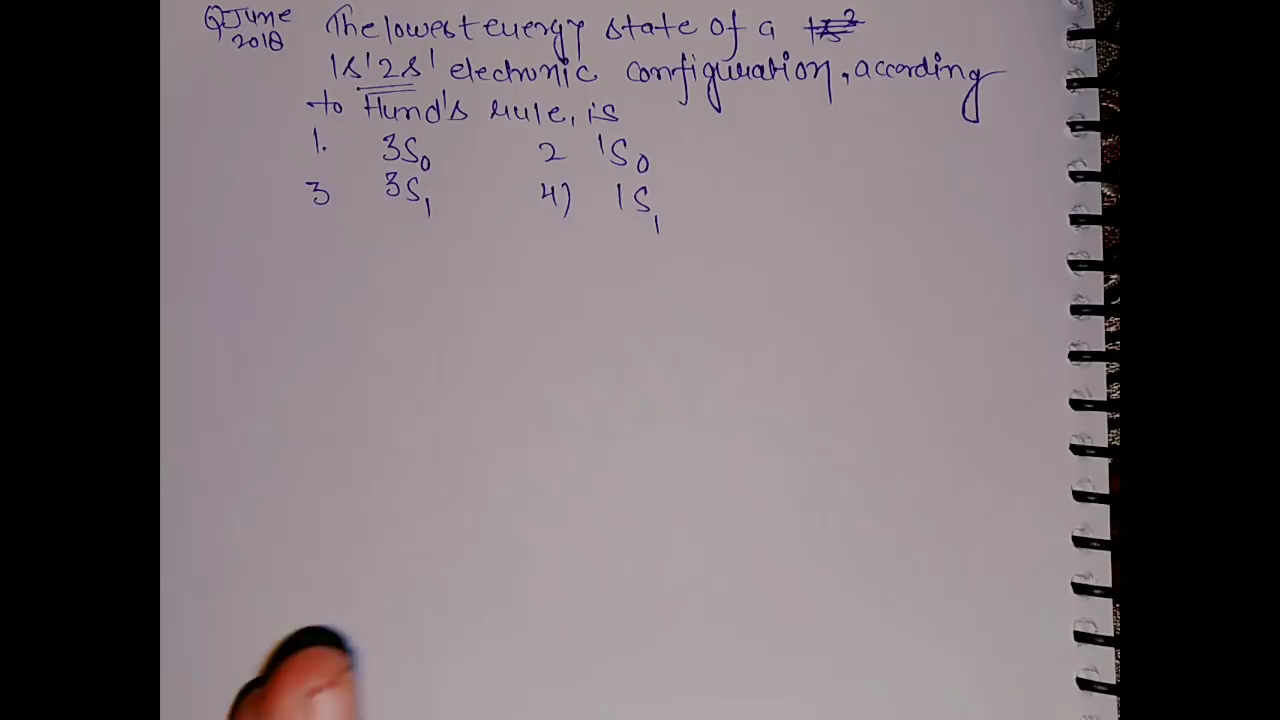 Q June The lowest energy state of a 1s²
2018 1s¹2s¹ electronic configuration, according
to Hund's rule, is
1. 3S₀ 2 ¹S₀
3 3S₁ 4) 1S₁